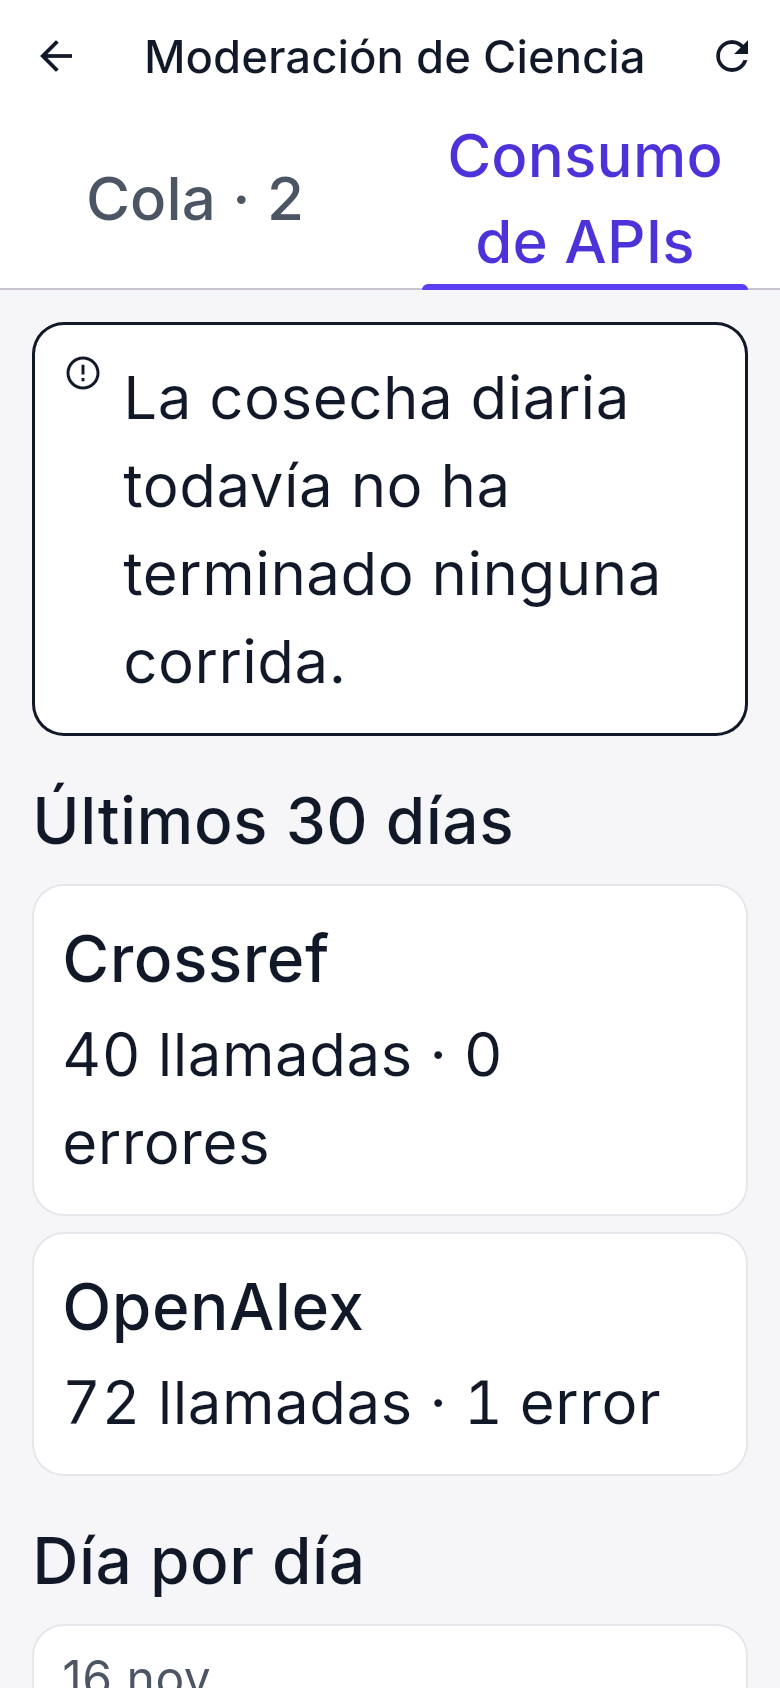 Moderación de Ciencia
Cola · 2
Consumo
de APIs
La cosecha diaria
todavía no ha
terminado ninguna
corrida.
Últimos 30 días
Crossref
40 llamadas · 0
errores
OpenAlex
72 llamadas · 1 error
Día por día
16 nov